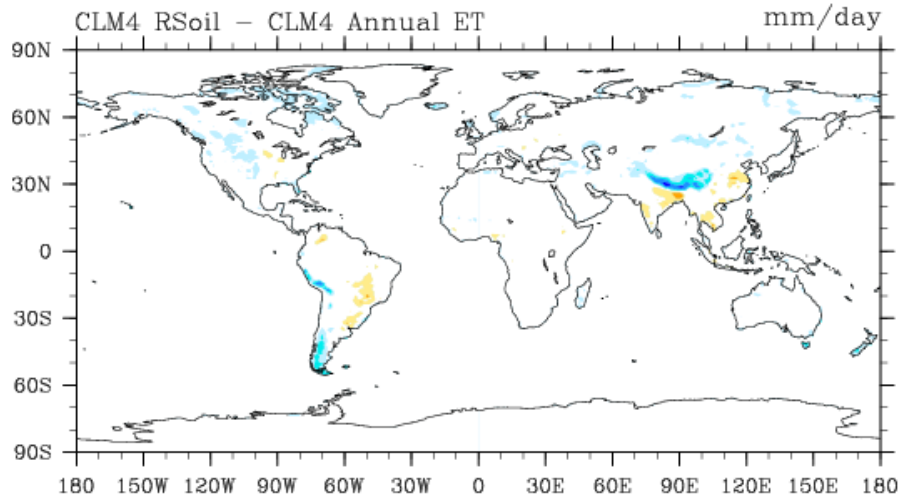 CLM4 RSoil − CLM4 Annual ET mm/day
90N
60N
30N
0
30S
60S
90S
180 150W 120W 90W 60W 30W 0 30E 60E 90E 120E 150E 180